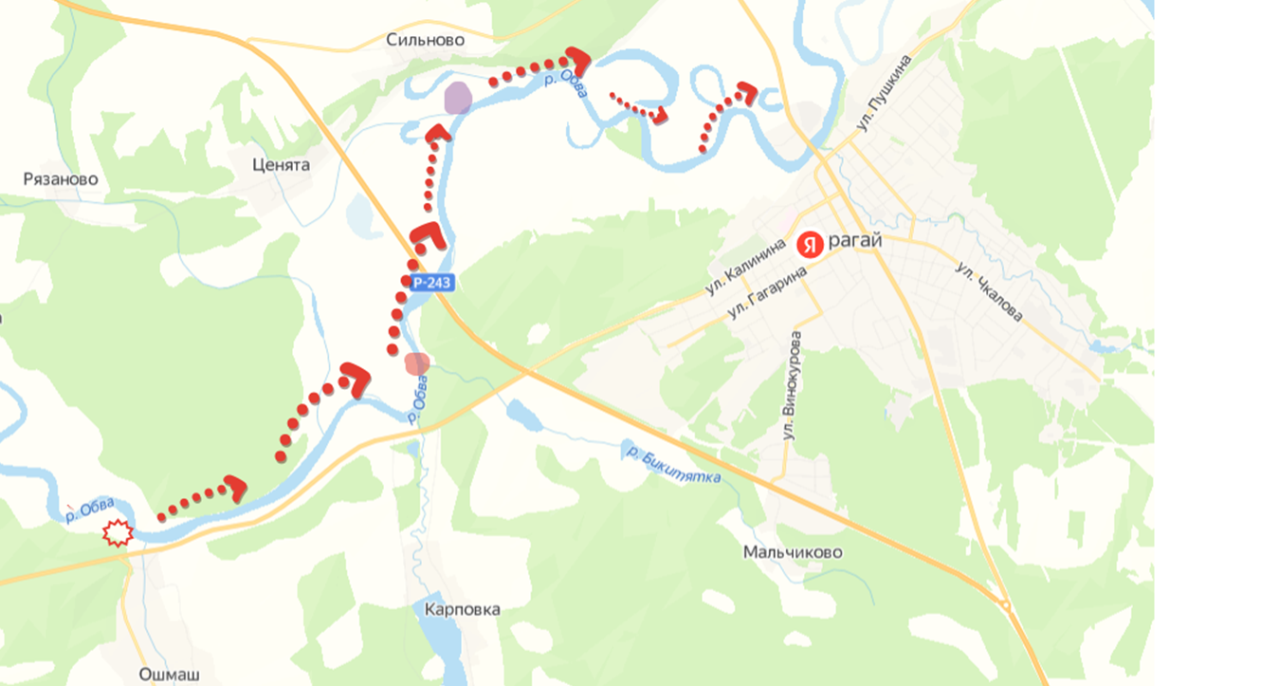 Сильново
р. Обва
ул. Пушкина
Ценята
Рязаново
Я
рагай
ул. Калинина
ул. Гагарина
ул. Чкалова
Р-243
ул. Винокурова
р. Обва
р. Бикитятка
р. Обва
Мальчиково
Карповка
Ошмаш